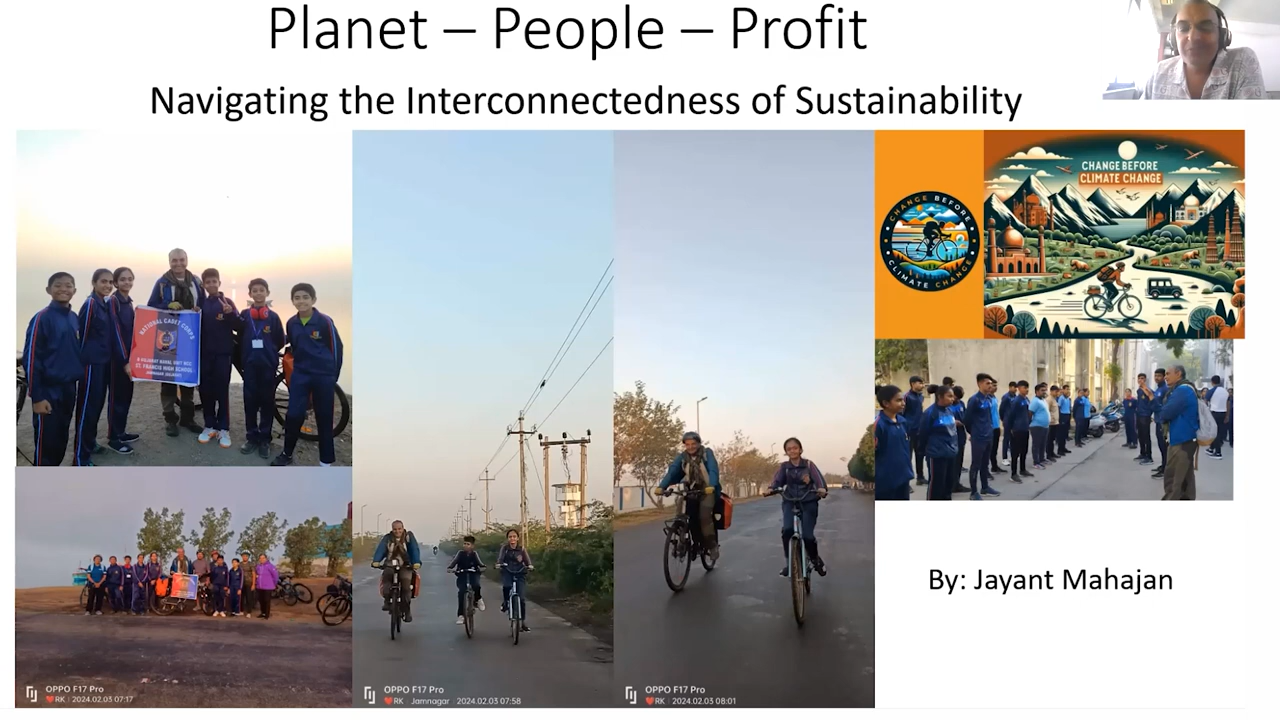 Planet – People – Profit
Navigating the Interconnectedness of Sustainability
CHANGE BEFORE
CLIMATE CHANGE
CHANGE BEFORE
CLIMATE CHANGE
NATIONAL CADET CORPS
ST. FRANCIS HIGH SCHOOL
By: Jayant Mahajan
OPPO F17 Pro
❤RK 2024.02.03 07:17
OPPO F17 Pro
❤RK Jamnagar 2024.02.03 07:58
OPPO F17 Pro
❤RK 2024.02.03 08:01